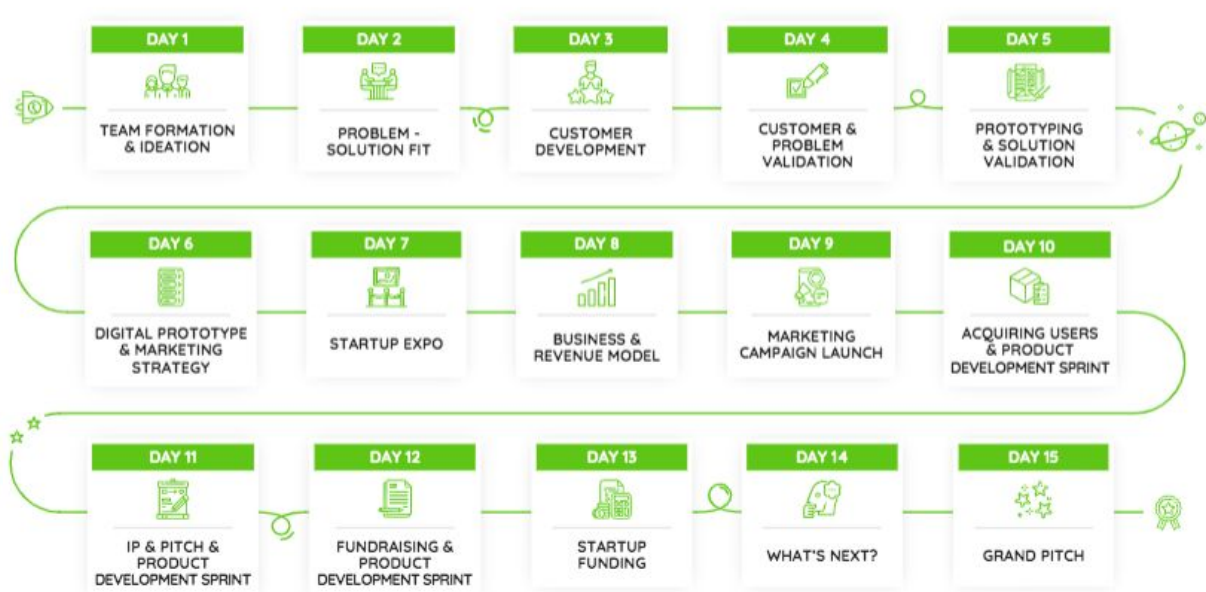 DAY 1
TEAM FORMATION
& IDEATION
DAY 2
PROBLEM -
SOLUTION FIT
DAY 3
CUSTOMER
DEVELOPMENT
DAY 4
CUSTOMER &
PROBLEM
VALIDATION
DAY 5
PROTOTYPING
& SOLUTION
VALIDATION
DAY 6
DIGITAL PROTOTYPE
& MARKETING
STRATEGY
DAY 7
STARTUP EXPO
DAY 8
BUSINESS &
REVENUE MODEL
DAY 9
MARKETING
CAMPAIGN LAUNCH
DAY 10
ACQUIRING USERS
& PRODUCT
DEVELOPMENT SPRINT
DAY 11
IP & PITCH &
PRODUCT
DEVELOPMENT SPRINT
DAY 12
FUNDRAISING &
PRODUCT
DEVELOPMENT SPRINT
DAY 13
STARTUP
FUNDING
DAY 14
WHAT'S NEXT?
DAY 15
GRAND PITCH